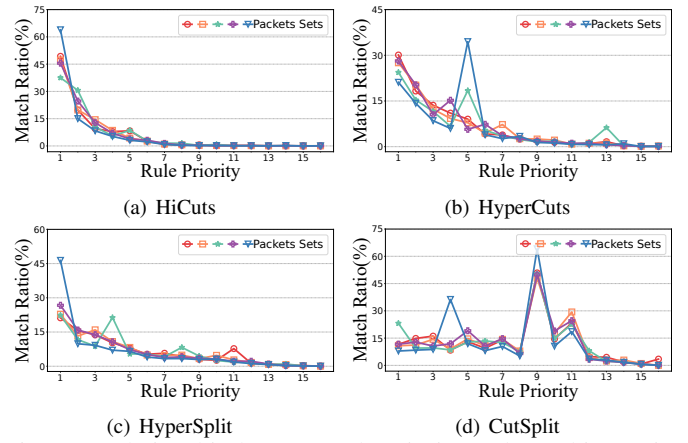 75
60
45
30
15
0
Match Ratio(%)
Packets Sets
1 3 5 7 9 11 13 15
Rule Priority
(a) HiCuts
45
30
15
0
Match Ratio(%)
Packets Sets
1 3 5 7 9 11 13 15
Rule Priority
(b) HyperCuts
60
45
30
15
0
Match Ratio(%)
Packets Sets
1 3 5 7 9 11 13 15
Rule Priority
(c) HyperSplit
75
60
45
30
15
0
Match Ratio(%)
Packets Sets
1 3 5 7 9 11 13 15
Rule Priority
(d) CutSplit